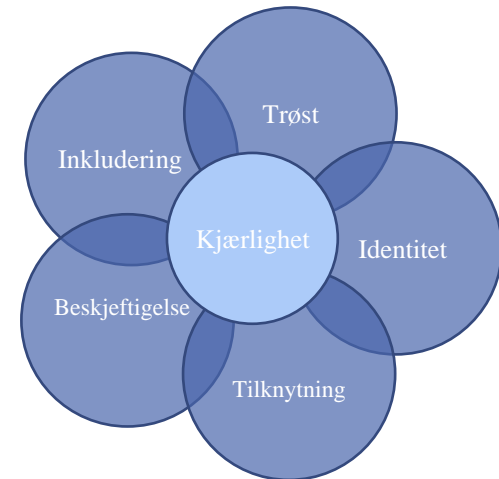 Trøst
Inkludering
Kjærlighet
Identitet
Beskjeftigelse
Tilknytning